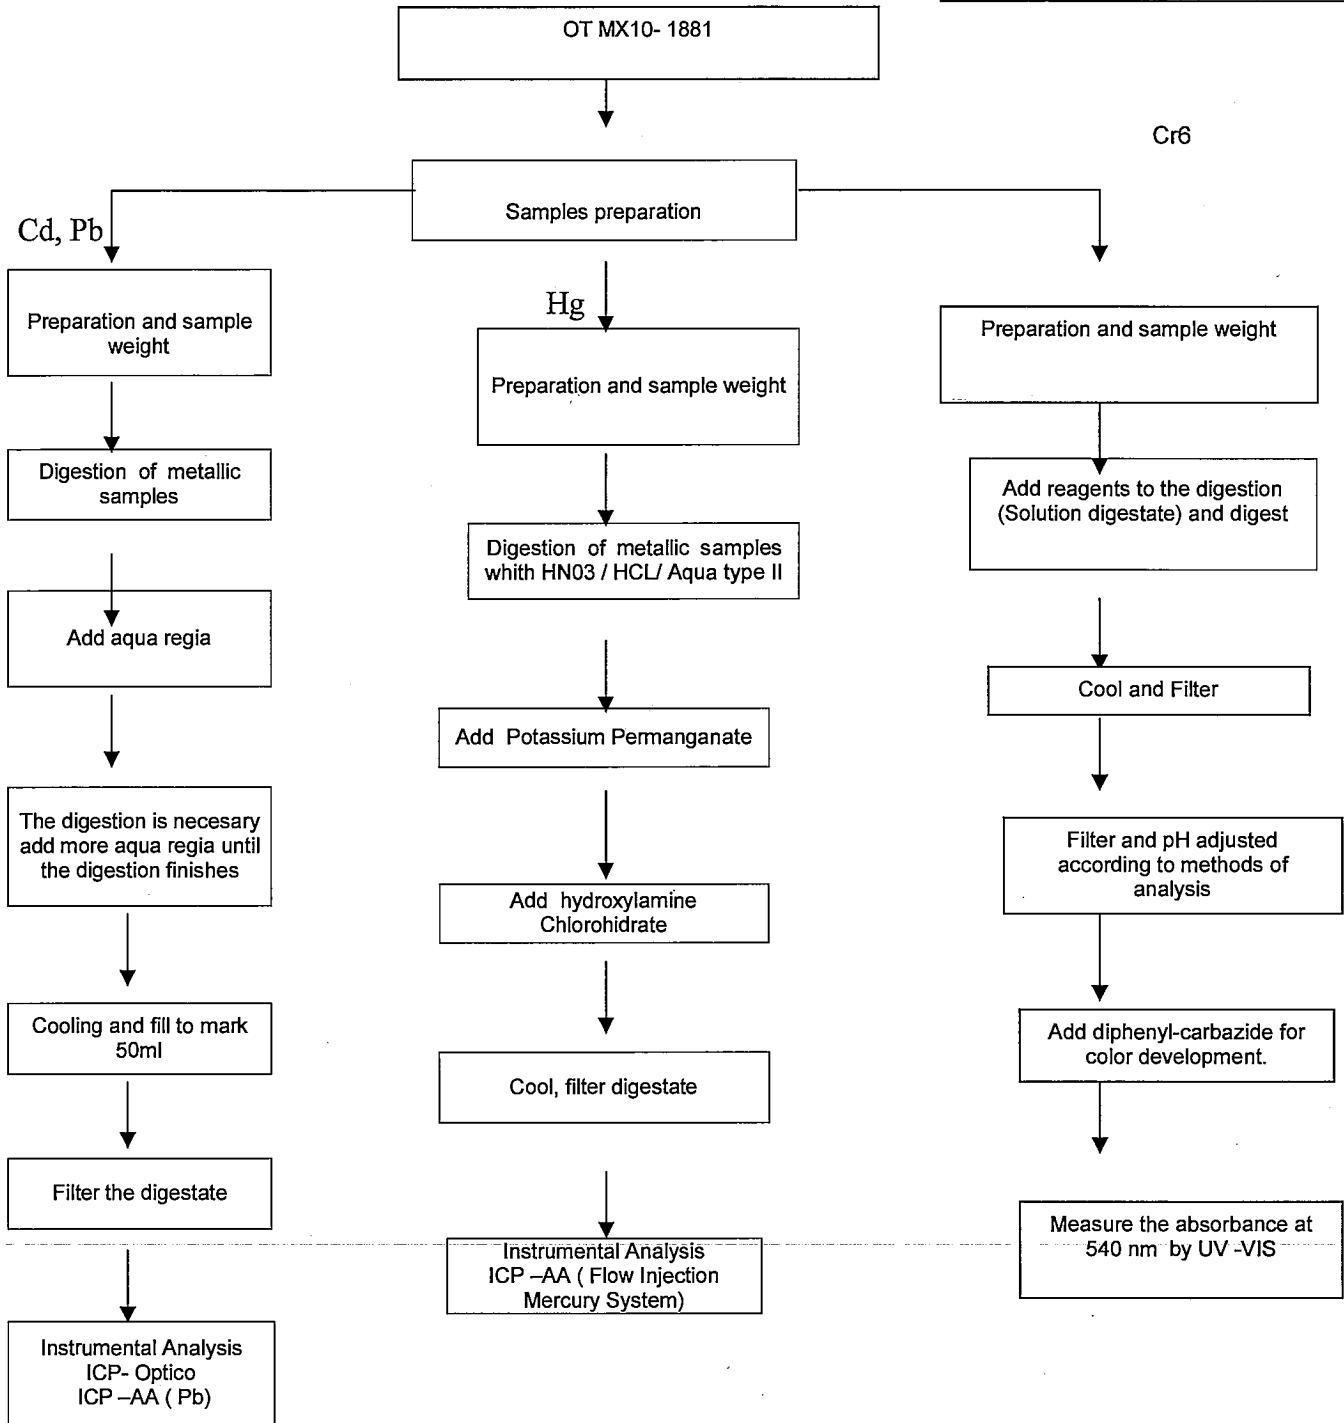 OT MX10- 1881
Samples preparation
Cd, Pb
Preparation and sample
weight
Digestion of metallic
samples
Add aqua regia
The digestion is necesary
add more aqua regia until
the digestion finishes
Cooling and fill to mark
50ml
Filter the digestate
Instrumental Analysis
ICP- Optico
ICP –AA ( Pb)
Hg
Preparation and sample weight
Digestion of metallic samples
whith HN03 / HCL/ Aqua type II
Add Potassium Permanganate
Add hydroxylamine
Chlorohidrate
Cool, filter digestate
Instrumental Analysis
ICP –AA ( Flow Injection
Mercury System)
Cr6
Preparation and sample weight
Add reagents to the digestion
(Solution digestate) and digest
Cool and Filter
Filter and pH adjusted
according to methods of
analysis
Add diphenyl-carbazide for
color development.
Measure the absorbance at
540 nm by UV -VIS